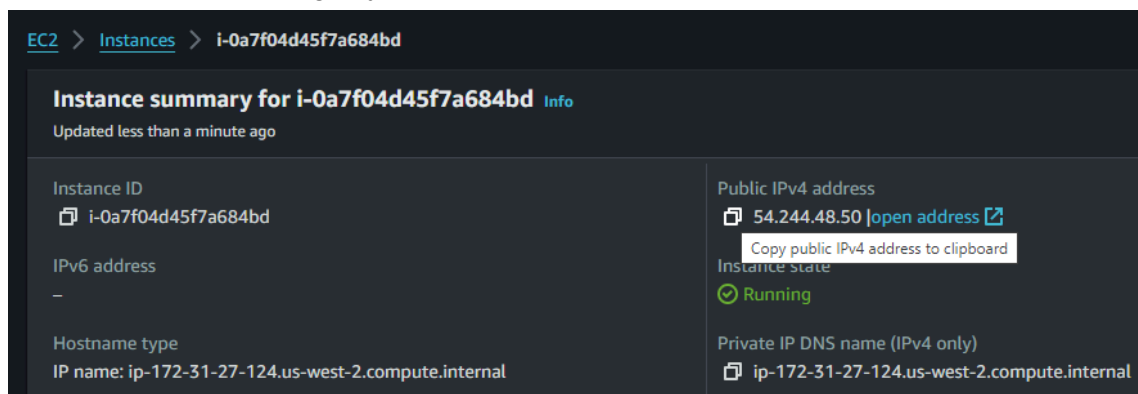 EC2 > Instances > i-0a7f04d45f7a684bd
Instance summary for i-0a7f04d45f7a684bd Info
Updated less than a minute ago
Instance ID
i-0a7f04d45f7a684bd
Public IPv4 address
54.244.48.50 |open address
Copy public IPv4 address to clipboard
IPv6 address
–
Instance state
Running
Hostname type
IP name: ip-172-31-27-124.us-west-2.compute.internal
Private IP DNS name (IPv4 only)
ip-172-31-27-124.us-west-2.compute.internal